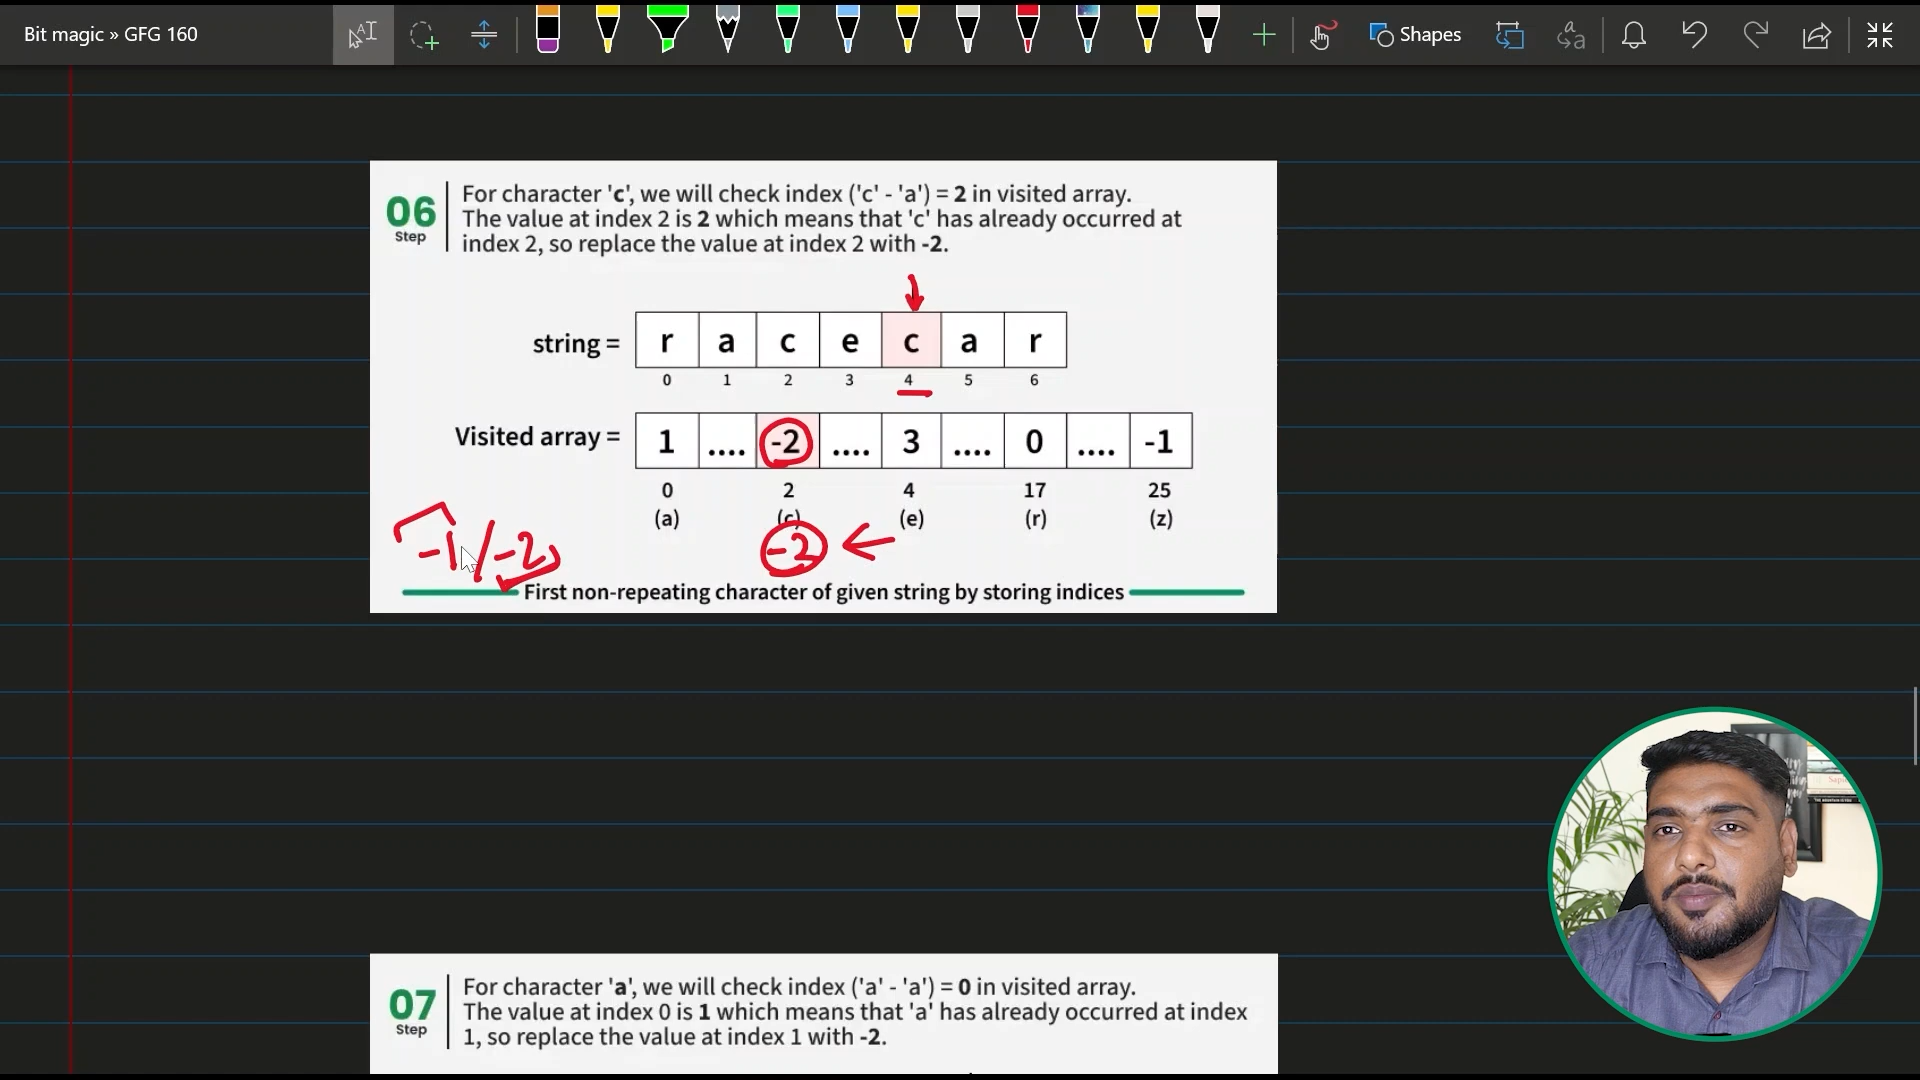 Bit magic » GFG 160
Shapes
06
Step
For character 'c', we will check index ('c' - 'a') = 2 in visited array.
The value at index 2 is 2 which means that 'c' has already occurred at
index 2, so replace the value at index 2 with -2.
string = r a c e c a r
0 1 2 3 4 5 6
Visited array = 1 .... -2 .... 3 .... 0 .... -1
0 2 4 17 25
(a) (c) (e) (r) (z)
-1/-2 -2 ←
First non-repeating character of given string by storing indices
07
Step
For character 'a', we will check index ('a' - 'a') = 0 in visited array.
The value at index 0 is 1 which means that 'a' has already occurred at index
1, so replace the value at index 1 with -2.